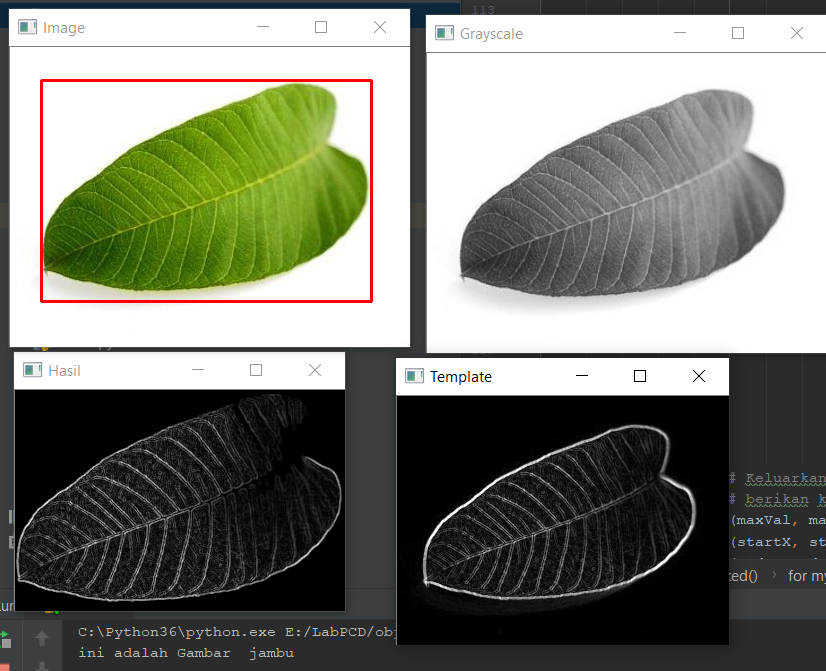 113
Image
Grayscale
Hasil
Template
# Keluarkan
# berikan k
(maxVal, ma
(startX, st
ted() › for my
C:\Python36\python.exe E:/LabPCD/obj
ini adalah Gambar  jambu